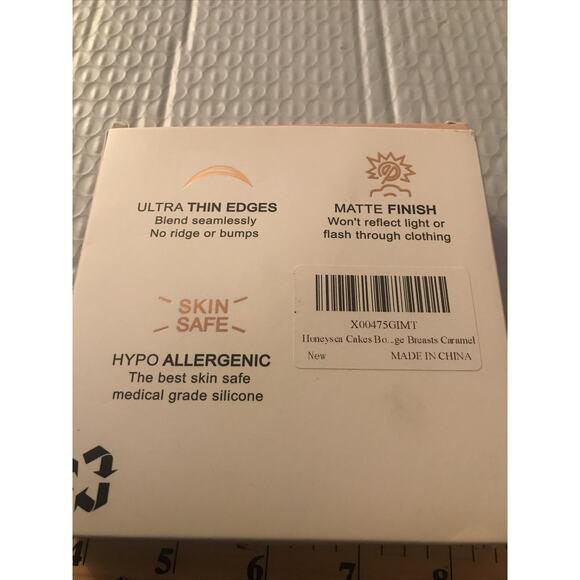 ULTRA THIN EDGES
Blend seamlessly
No ridge or bumps
MATTE FINISH
Won't reflect light or
flash through clothing
SKIN
SAFE
HYPO ALLERGENIC
The best skin safe
medical grade silicone
X00475GIMT
Honeysea Cakes Bo...ge Breasts Caramel
New MADE IN CHINA
4 5 6 7 8